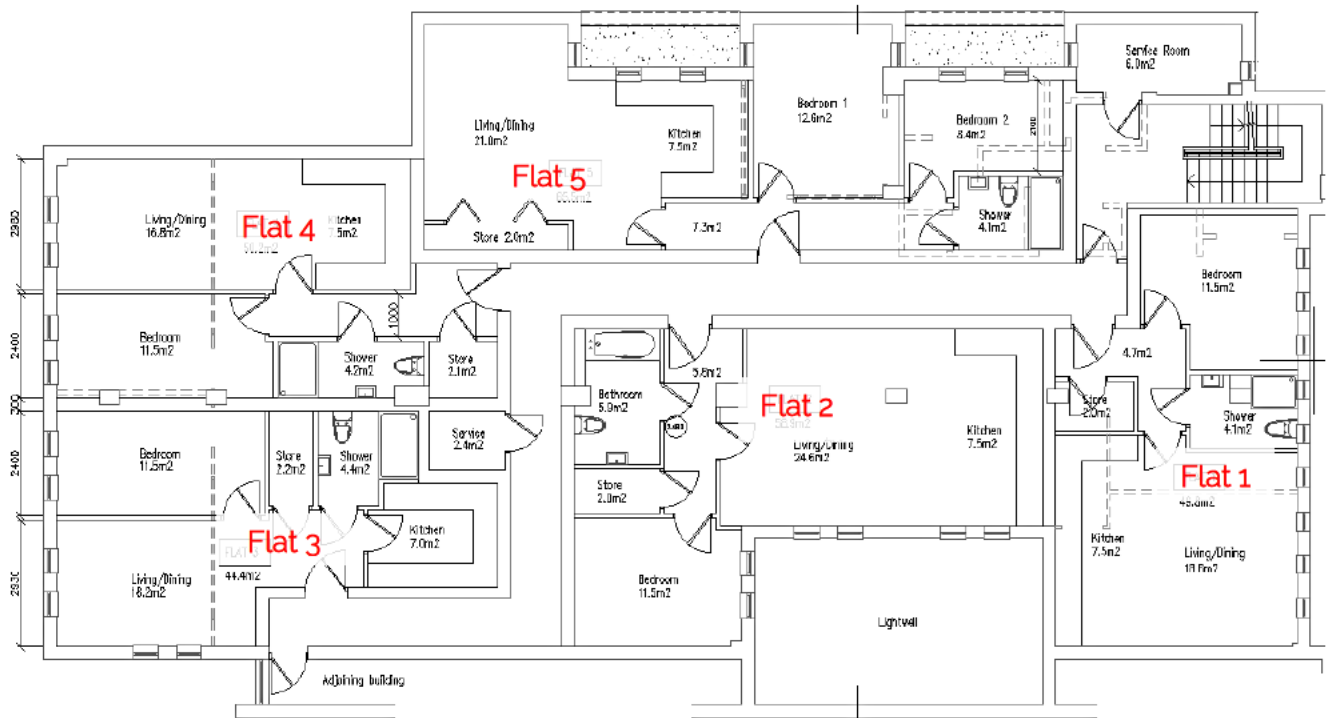 Service Room
6.0m2
Bedroom 1
12.6m2
Bedroom 2
8.4m2
2100
Living/Dining
21.0m2
Kitchen
7.5m2
Flat 5
Shower
4.1m2
7.3m2
Store 2.0m2
2980
Living/Dining
16.8m2
Flat 4
Kitchen
7.5m2
Bedroom
11.5m2
1000
2400
Bedroom
11.5m2
Shower
4.2m2
Store
2.1m2
4.7m2
5.8m2
Bathroom
5.9m2
Flat 2
Living/Dining
24.6m2
Kitchen
7.5m2
Store
2.0m2
Shower
4.1m2
300
2400
Bedroom
11.5m2
Store
2.2m2
Shower
4.4m2
Service
2.4m2
Store
2.0m2
Flat 1
Kitchen
7.5m2
Living/Dining
Flat 3
FLAT 3
44.4m2
Kitchen
7.0m2
2930
Living/Dining
18.2m2
Bedroom
11.5m2
Lightwell
Adjoining building